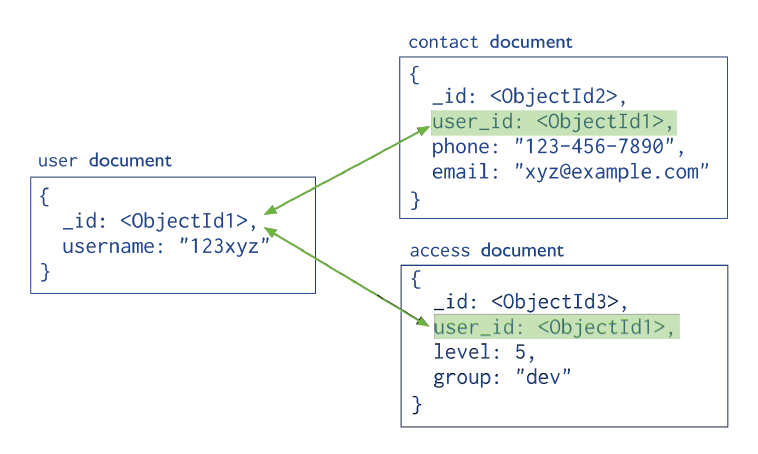 user document
{
_id: <ObjectId1>,
username: "123xyz"
}
contact document
{
_id: <ObjectId2>,
user_id: <ObjectId1>,
phone: "123-456-7890",
email: "xyz@example.com"
}
access document
{
_id: <ObjectId3>,
user_id: <ObjectId1>,
level: 5,
group: "dev"
}